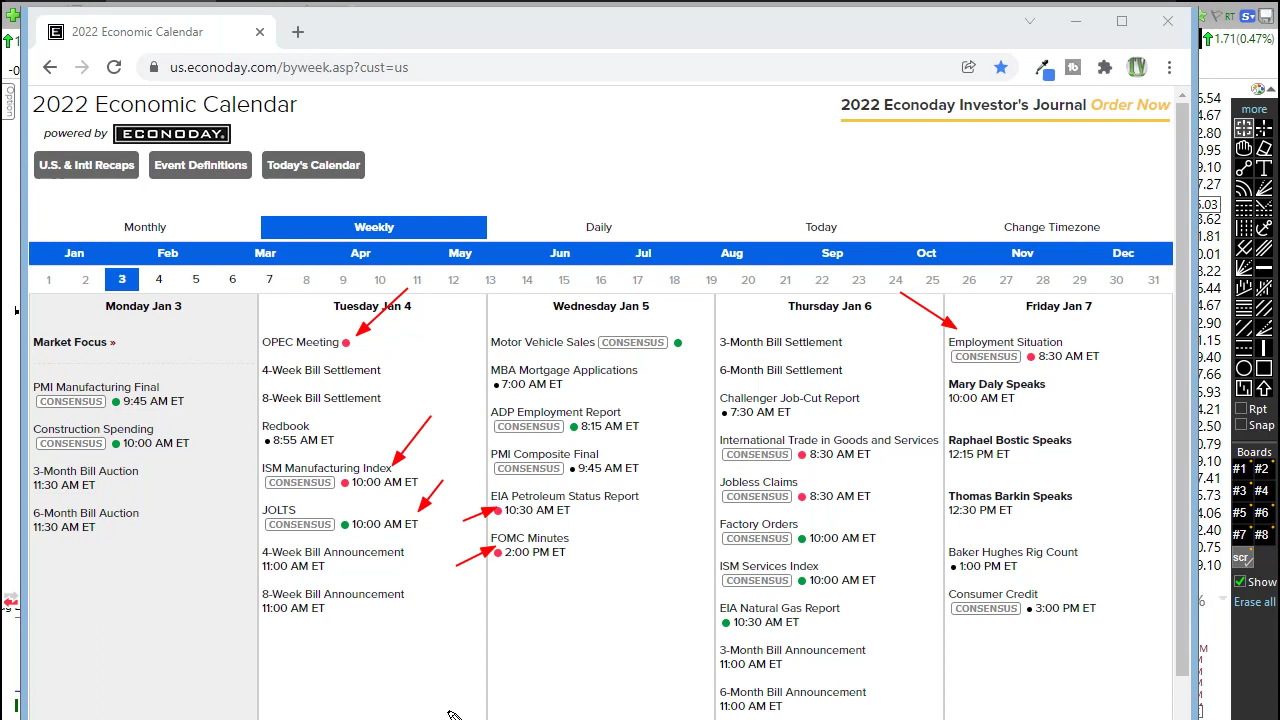 2022 Economic Calendar
us.econoday.com/byweek.asp?cust=us
RT
1.71(0.47%)
Option
2022 Economic Calendar
2022 Econoday Investor's Journal Order Now
powered by ECONODAY
U.S. & Intl Recaps Event Definitions Today's Calendar
Monthly Weekly Daily Today Change Timezone
Jan Feb Mar Apr May Jun Jul Aug Sep Oct Nov Dec
1 2 3 4 5 6 7 8 9 10 11 12 13 14 15 16 17 18 19 20 21 22 23 24 25 26 27 28 29 30 31
Monday Jan 3
Market Focus »
PMI Manufacturing Final
CONSENSUS 9:45 AM ET
Construction Spending
CONSENSUS 10:00 AM ET
3-Month Bill Auction
11:30 AM ET
6-Month Bill Auction
11:30 AM ET
Tuesday Jan 4
OPEC Meeting
4-Week Bill Settlement
8-Week Bill Settlement
Redbook
8:55 AM ET
ISM Manufacturing Index
CONSENSUS 10:00 AM ET
JOLTS
CONSENSUS 10:00 AM ET
4-Week Bill Announcement
11:00 AM ET
8-Week Bill Announcement
11:00 AM ET
Wednesday Jan 5
Motor Vehicle Sales CONSENSUS
MBA Mortgage Applications
7:00 AM ET
ADP Employment Report
CONSENSUS 8:15 AM ET
PMI Composite Final
CONSENSUS 9:45 AM ET
EIA Petroleum Status Report
10:30 AM ET
FOMC Minutes
2:00 PM ET
Thursday Jan 6
3-Month Bill Settlement
6-Month Bill Settlement
Challenger Job-Cut Report
7:30 AM ET
International Trade in Goods and Services
CONSENSUS 8:30 AM ET
Jobless Claims
CONSENSUS 8:30 AM ET
Factory Orders
CONSENSUS 10:00 AM ET
ISM Services Index
CONSENSUS 10:00 AM ET
EIA Natural Gas Report
10:30 AM ET
3-Month Bill Announcement
11:00 AM ET
6-Month Bill Announcement
11:00 AM ET
Friday Jan 7
Employment Situation
CONSENSUS 8:30 AM ET
Mary Daly Speaks
10:00 AM ET
Raphael Bostic Speaks
12:15 PM ET
Thomas Barkin Speaks
12:30 PM ET
Baker Hughes Rig Count
1:00 PM ET
Consumer Credit
CONSENSUS 3:00 PM ET
more
Rpt
Snap
Boards
#1 #2
#3 #4
#5 #6
#7 #8
scr
Show
Erase all